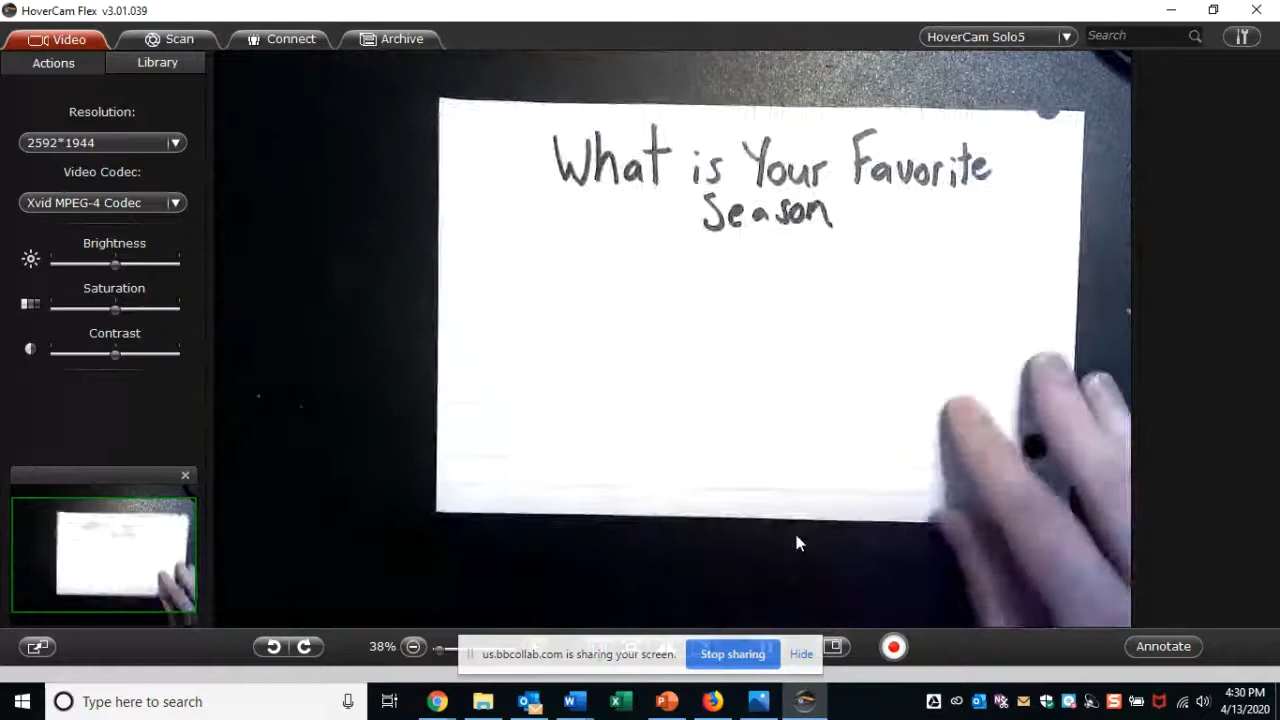 HoverCam Flex v3.01.039
Video
Scan
Connect
Archive
HoverCam Solo5
Search
Actions
Library
Resolution:
2592*1944
Video Codec:
Xvid MPEG-4 Codec
Brightness
Saturation
Contrast
What is Your Favorite
Season
38%
us.bbcollab.com is sharing your screen.
Stop sharing
Hide
Annotate
Type here to search
4:30 PM
4/13/2020